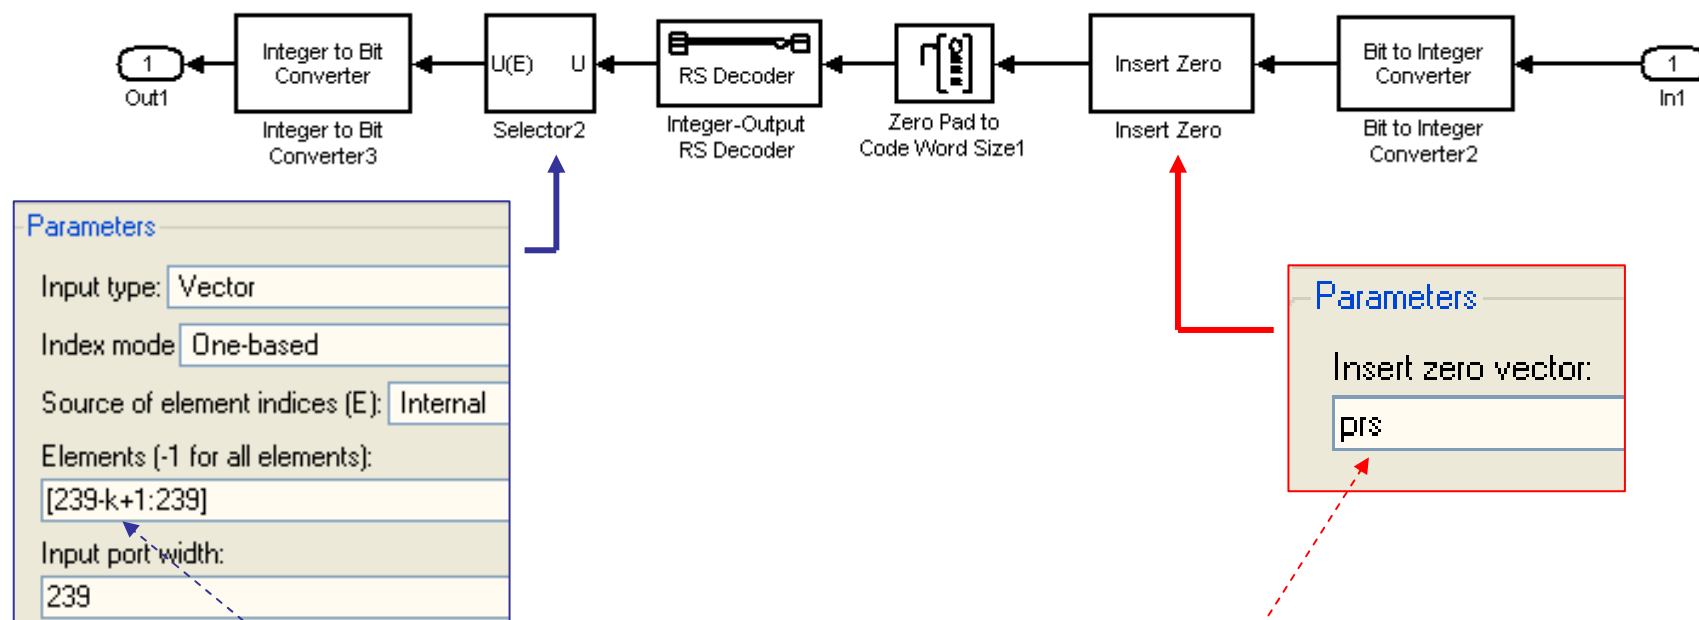 1
Out1
Integer to Bit
Converter
Integer to Bit
Converter3
U(E) U
Selector2
RS Decoder
Integer-Output
RS Decoder
Zero Pad to
Code Word Size1
Insert Zero
Insert Zero
Bit to Integer
Converter
Bit to Integer
Converter2
1
In1
Parameters
Input type: Vector
Index mode One-based
Source of element indices (E): Internal
Elements (-1 for all elements):
[239-k+1:239]
Input port width:
239
Parameters
Insert zero vector:
prs